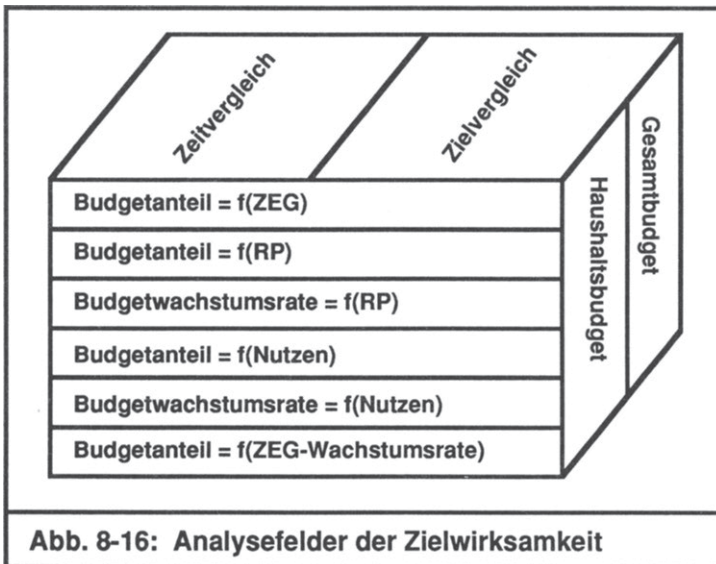 Zeitvergleich
Zielvergleich
Budgetanteil = f(ZEG)
Budgetanteil = f(RP)
Budgetwachstumsrate = f(RP)
Budgetanteil = f(Nutzen)
Budgetwachstumsrate = f(Nutzen)
Budgetanteil = f(ZEG-Wachstumsrate)
Haushaltsbudget
Gesamtbudget
Abb. 8-16: Analysefelder der Zielwirksamkeit